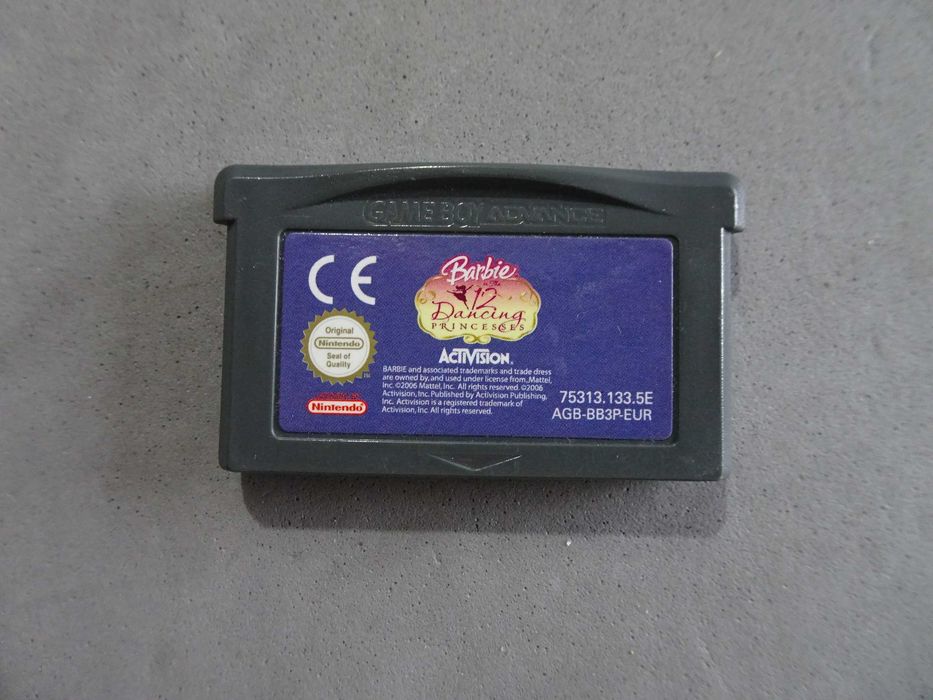 GAME BOY ADVANCE
CE
Barbie
in The
12
Dancing
PRINCESSES
Original
Nintendo
Seal of
Quality
TM
ACTIVISION.
BARBIE and associated trademarks and trade dress
are owned by, and used under license from, Mattel,
Inc. ©2006 Mattel, Inc. All rights reserved. ©2006
Activision, Inc. Published by Activision Publishing,
Inc. Activision is a registered trademark of
Activision, Inc. All rights reserved.
Nintendo
75313.133.5E
AGB-BB3P-EUR